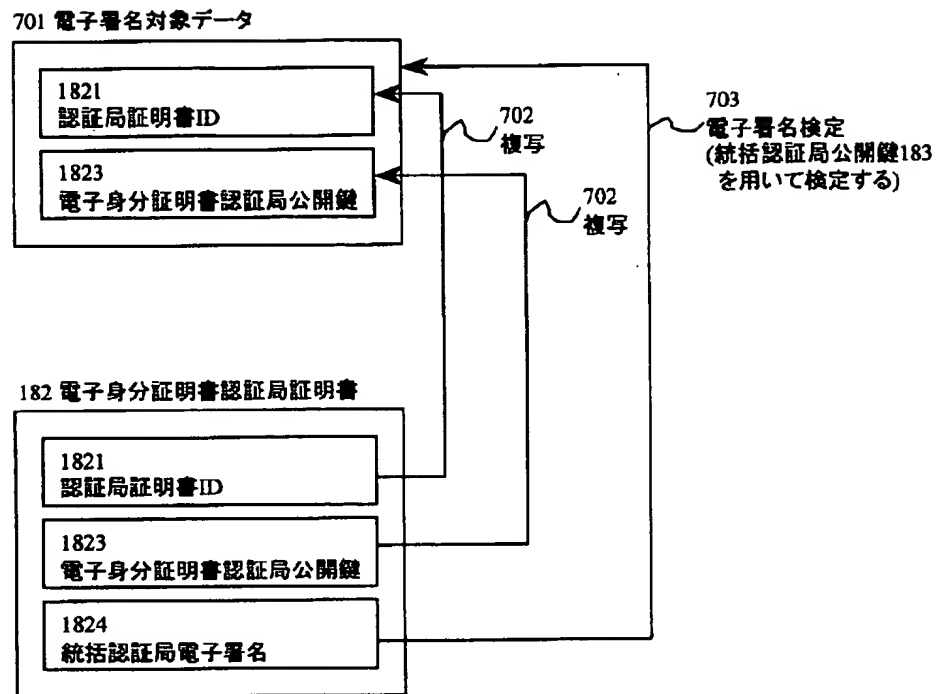 701 電子署名対象データ
1821
認証局証明書ID
1823
電子身分証明書認証局公開鍵
702
複写
702
複写
703
電子署名検定
(統括認証局公開鍵183
を用いて検定する)
182 電子身分証明書認証局証明書
1821
認証局証明書ID
1823
電子身分証明書認証局公開鍵
1824
統括認証局電子署名